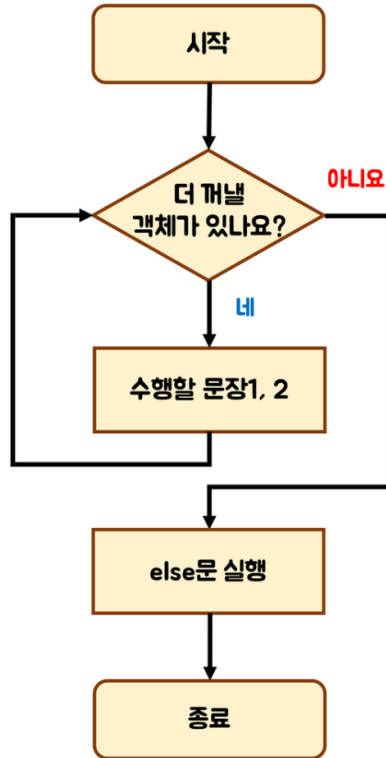 시작
더 꺼낼
객체가 있나요?
아니요
네
수행할 문장1, 2
else문 실행
종료